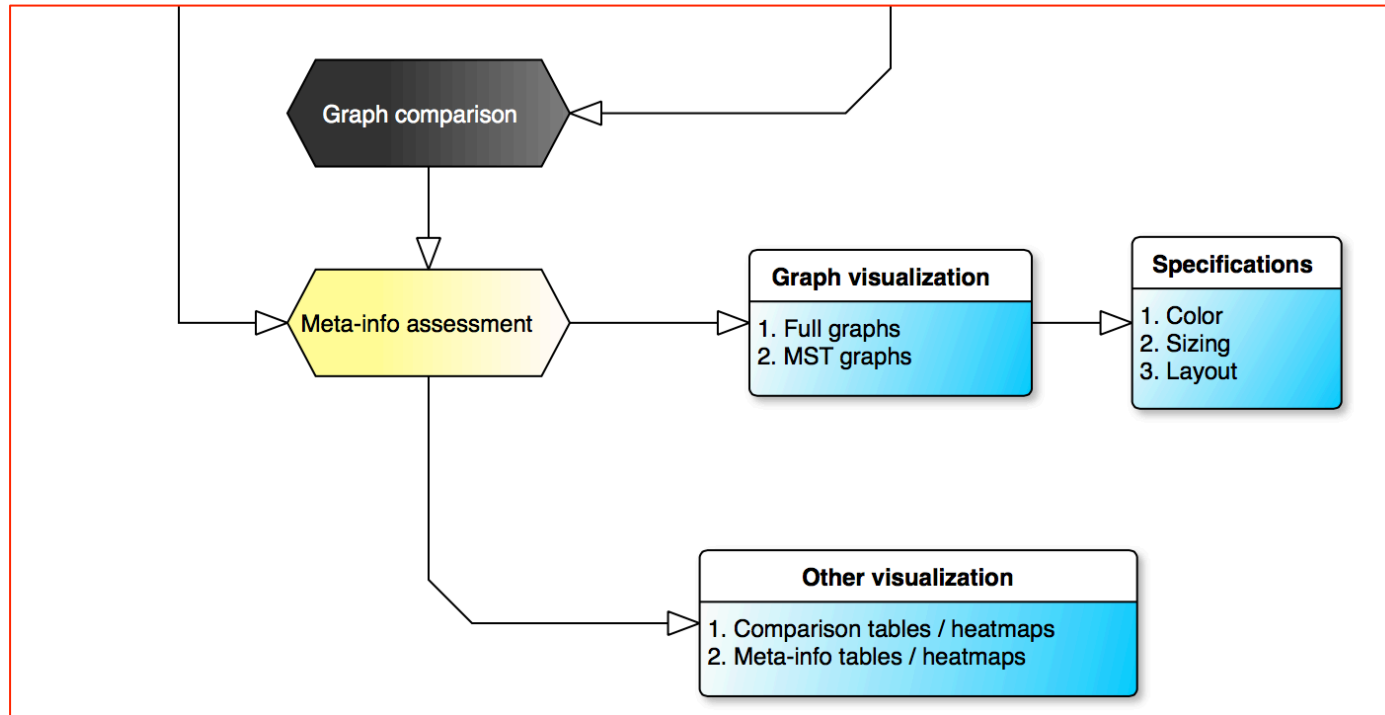 Graph comparison
Meta-info assessment
Graph visualization
1. Full graphs
2. MST graphs
Specifications
1. Color
2. Sizing
3. Layout
Other visualization
1. Comparison tables / heatmaps
2. Meta-info tables / heatmaps